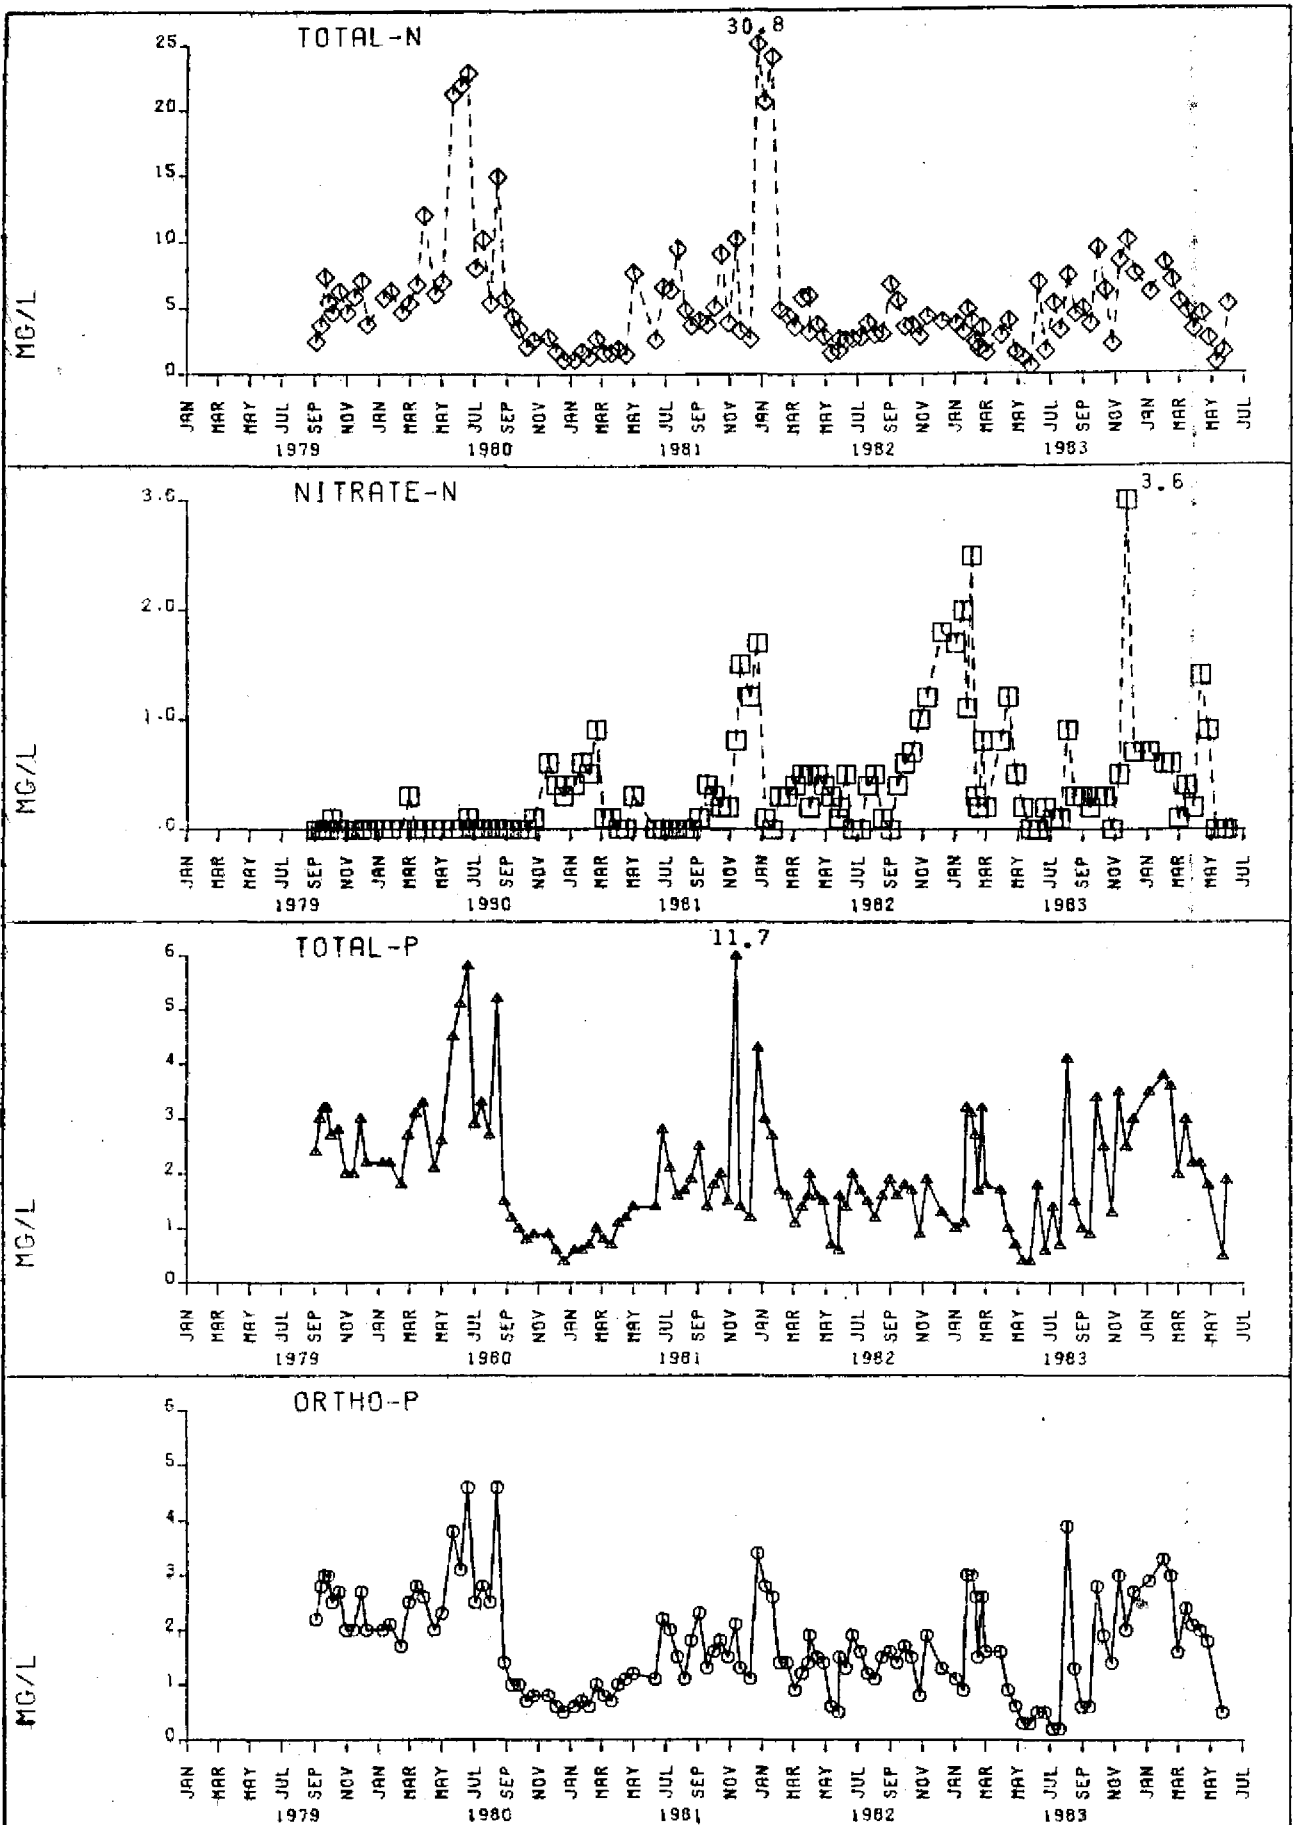 TOTAL-N
30.8
25
20
15
10
5
0
MG/L
JAN MAR MAY JUL SEP NOV JAN MAR MAY JUL SEP NOV JAN MAR MAY JUL SEP NOV JAN MAR MAY JUL SEP NOV JAN MAR MAY JUL SEP NOV JAN MAR MAY JUL
1979 1980 1981 1982 1983
NITRATE-N
3.6
3.6
2.0
1.0
.0
MG/L
JAN MAR MAY JUL SEP NOV JAN MAR MAY JUL SEP NOV JAN MAR MAY JUL SEP NOV JAN MAR MAY JUL SEP NOV JAN MAR MAY JUL SEP NOV JAN MAR MAY JUL
1979 1990 1981 1982 1983
TOTAL-P
11.7
6
5
4
3
2
1
0
MG/L
JAN MAR MAY JUL SEP NOV JAN MAR MAY JUL SEP NOV JAN MAR MAY JUL SEP NOV JAN MAR MAY JUL SEP NOV JAN MAR MAY JUL SEP NOV JAN MAR MAY JUL
1979 1980 1981 1982 1983
ORTHO-P
6
5
4
3
2
1
0
MG/L
JAN MAR MAY JUL SEP NOV JAN MAR MAY JUL SEP NOV JAN MAR MAY JUL SEP NOV JAN MAR MAY JUL SEP NOV JAN MAR MAY JUL SEP NOV JAN MAR MAY JUL
1979 1980 1981 1982 1983